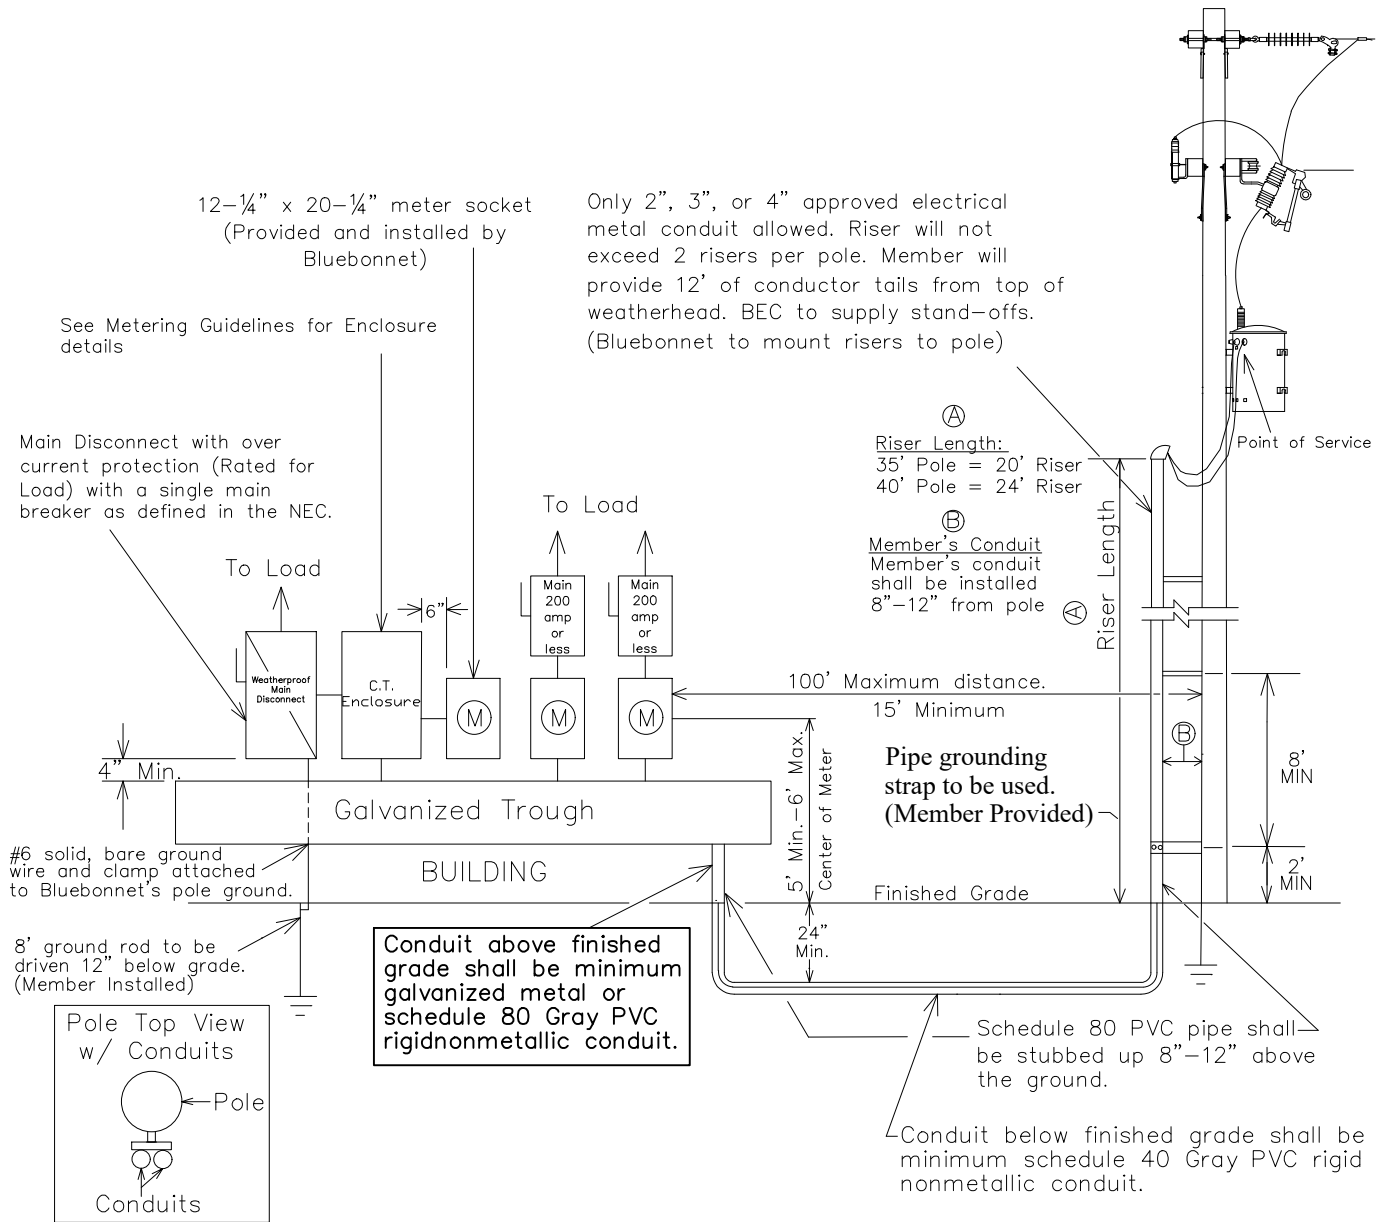 12-¼" x 20-¼" meter socket
(Provided and installed by
Bluebonnet)
Only 2", 3", or 4" approved electrical
metal conduit allowed. Riser will not
exceed 2 risers per pole. Member will
provide 12' of conductor tails from top of
weatherhead. BEC to supply stand-offs.
(Bluebonnet to mount risers to pole)
See Metering Guidelines for Enclosure
details
Main Disconnect with over
current protection (Rated for
Load) with a single main
breaker as defined in the NEC.
A
Riser Length:
35' Pole = 20' Riser
40' Pole = 24' Riser
Point of Service
B
Member's Conduit
Member's conduit
shall be installed
8"-12" from pole
A
Riser Length
To Load
To Load
6"
Main
200
amp
or
less
Main
200
amp
or
less
Weatherproof
Main
Disconnect
C.T.
Enclosure
M
M
M
100' Maximum distance.
15' Minimum
B
8'
MIN
2'
MIN
4" Min.
Galvanized Trough
5' Min.-6' Max.
Center of Meter
Pipe grounding
strap to be used.
(Member Provided)
#6 solid, bare ground
wire and clamp attached
to Bluebonnet's pole ground.
BUILDING
Finished Grade
24"
Min.
8' ground rod to be
driven 12" below grade.
(Member Installed)
Conduit above finished
grade shall be minimum
galvanized metal or
schedule 80 Gray PVC
rigidnonmetallic conduit.
Schedule 80 PVC pipe shall
be stubbed up 8"-12" above
the ground.
Conduit below finished grade shall be
minimum schedule 40 Gray PVC rigid
nonmetallic conduit.
Pole Top View
w/ Conduits
Pole
Conduits